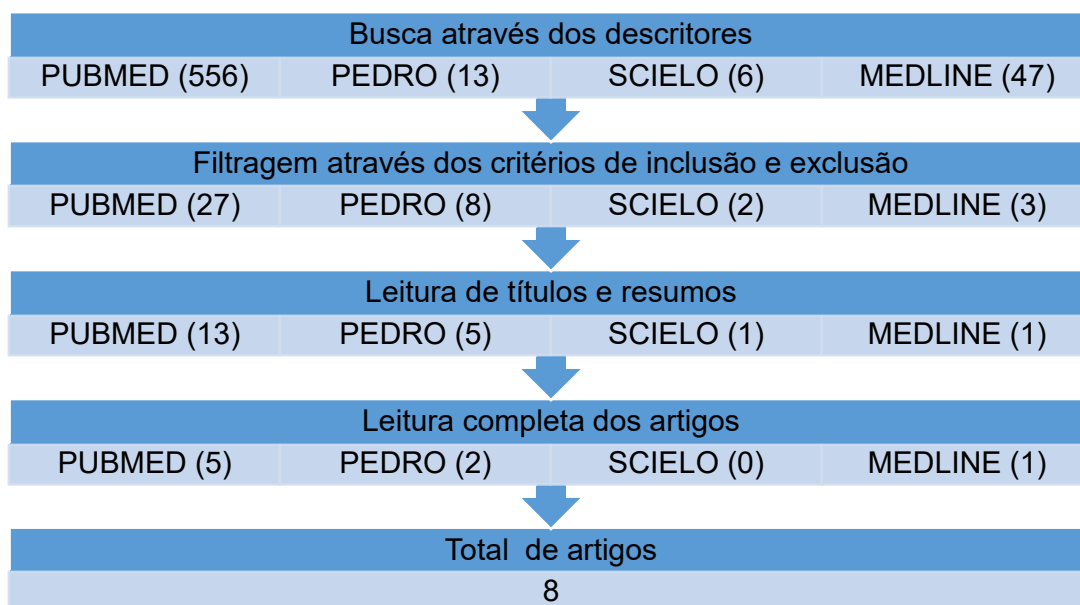 Busca através dos descritores
PUBMED (556) PEDRO (13) SCIELO (6) MEDLINE (47)
Filtragem através dos critérios de inclusão e exclusão
PUBMED (27) PEDRO (8) SCIELO (2) MEDLINE (3)
Leitura de títulos e resumos
PUBMED (13) PEDRO (5) SCIELO (1) MEDLINE (1)
Leitura completa dos artigos
PUBMED (5) PEDRO (2) SCIELO (0) MEDLINE (1)
Total de artigos
8